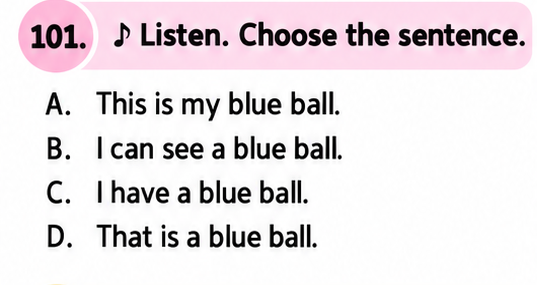 101. ♪ Listen. Choose the sentence.
A. This is my blue ball.
B. I can see a blue ball.
C. I have a blue ball.
D. That is a blue ball.